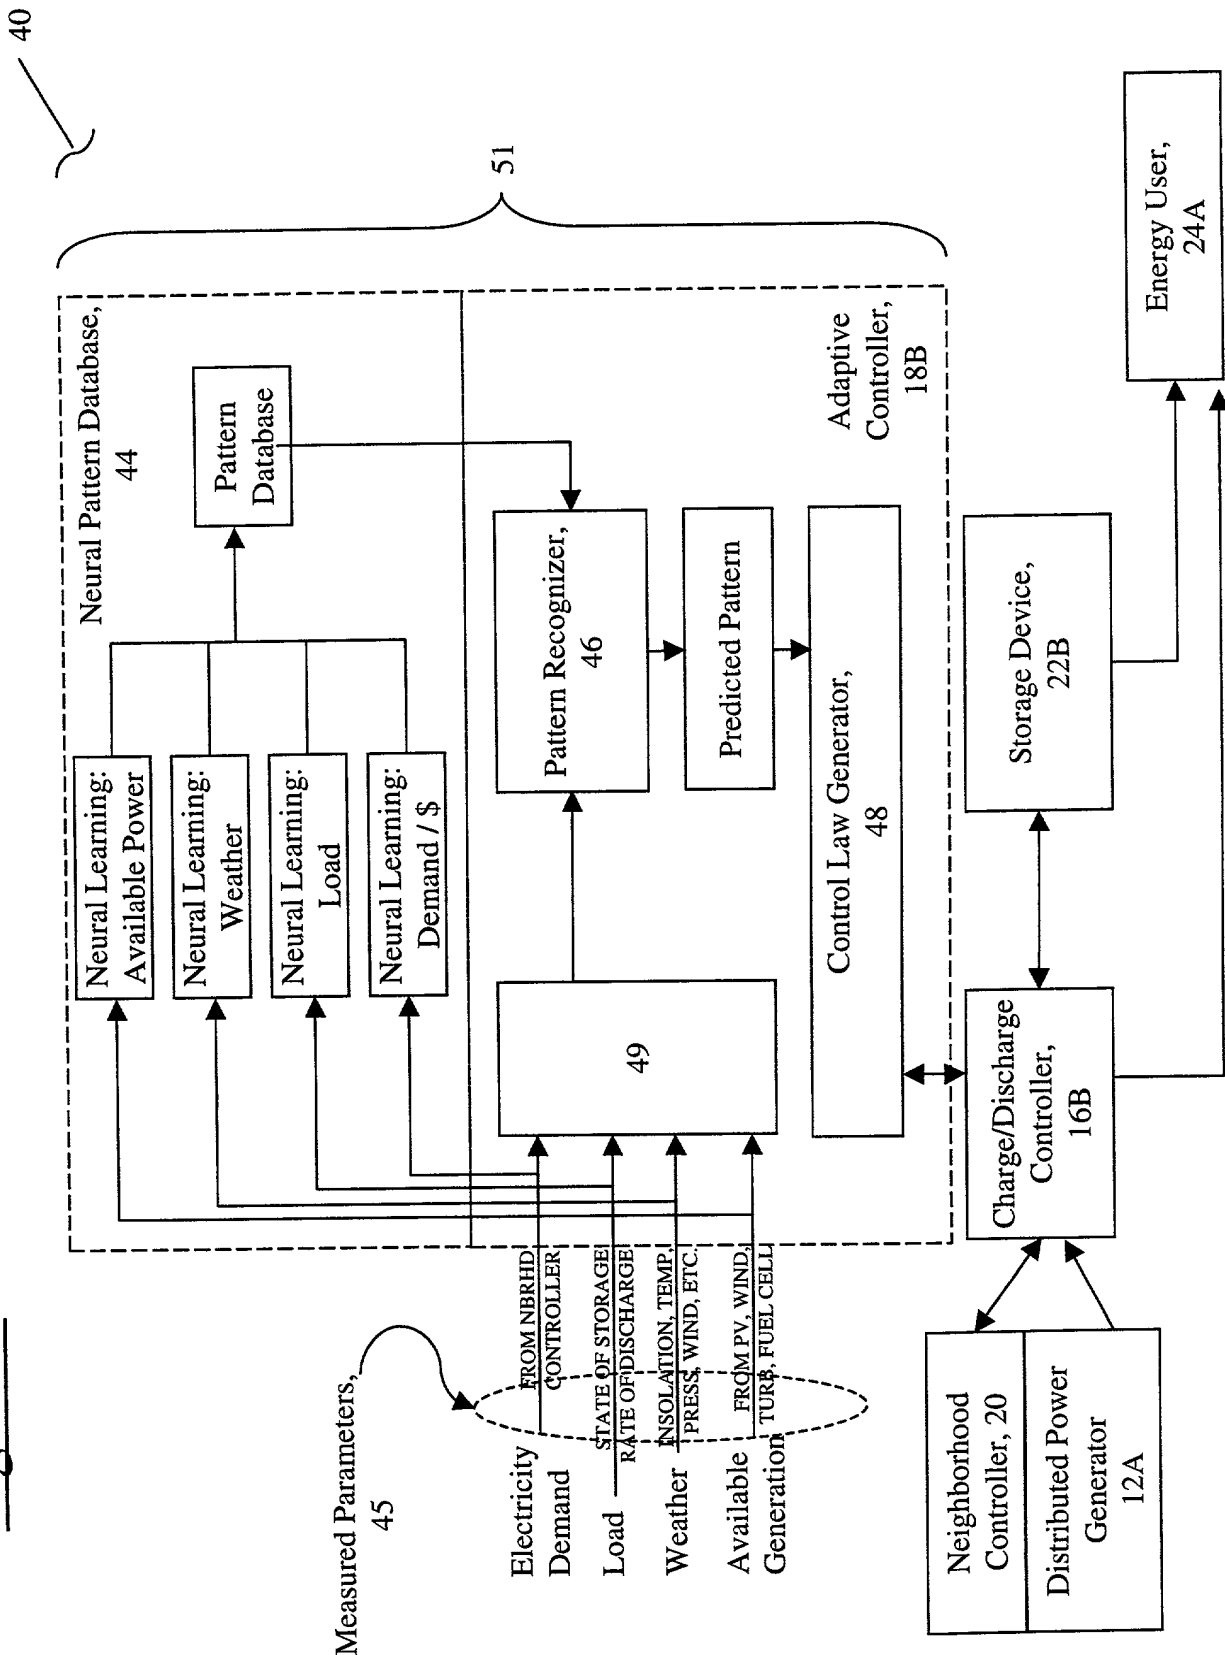 40
51
Neural Pattern Database,
44
Neural Learning:
Available Power
Neural Learning:
Weather
Neural Learning:
Load
Neural Learning:
Demand / $
Pattern
Database
Measured Parameters,
45
Electricity
Demand
FROM NBRHD
CONTROLLER
Load
STATE OF STORAGE
RATE OF DISCHARGE
Weather
INSOLATION, TEMP,
PRESS, WIND, ETC.
Available
Generation
FROM PV, WIND,
TURB, FUEL CELL
49
Pattern Recognizer,
46
Predicted Pattern
Control Law Generator,
48
Adaptive
Controller,
18B
Neighborhood
Controller, 20
Distributed Power
Generator
12A
Charge/Discharge
Controller,
16B
Storage Device,
22B
Energy User,
24A